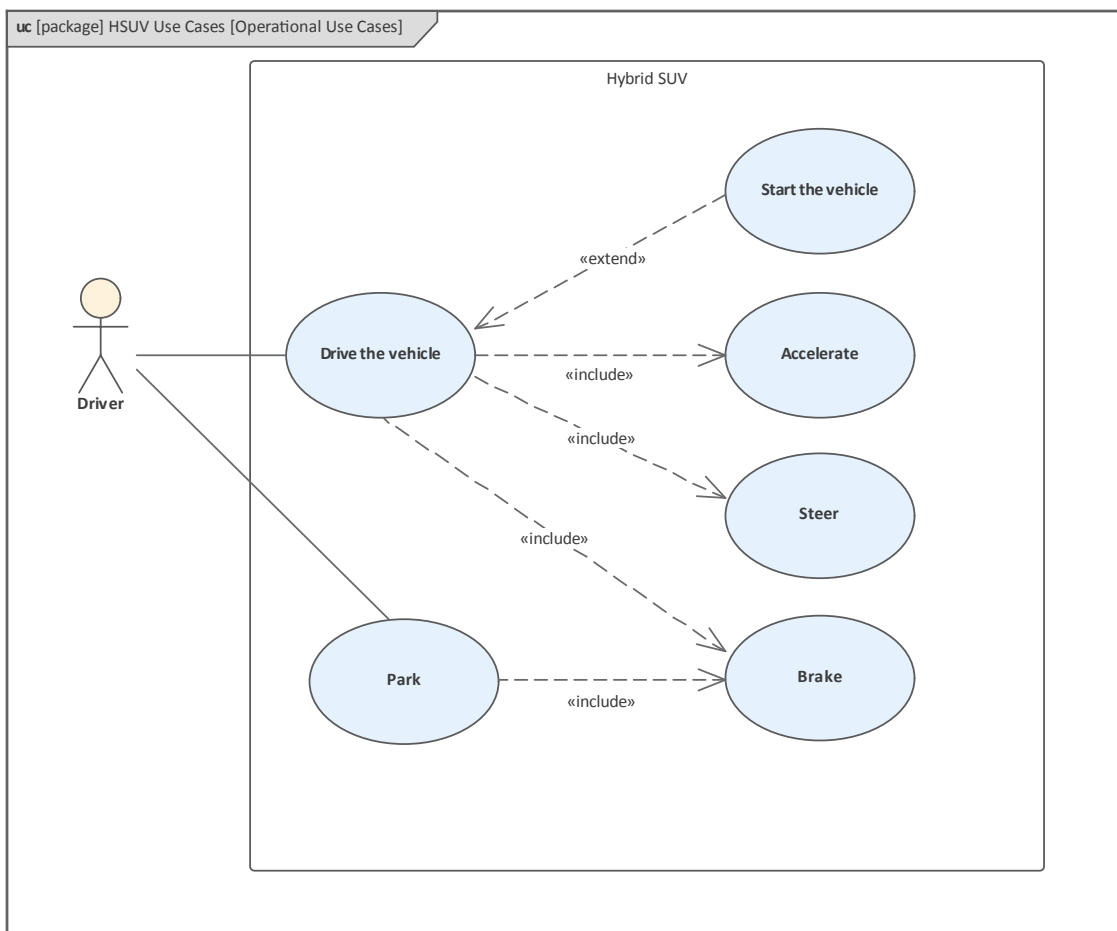 uc [package] HSUV Use Cases [Operational Use Cases]
Hybrid SUV
Start the vehicle
«extend»
Drive the vehicle
Accelerate
«include»
Driver
«include»
Steer
«include»
Park
Brake
«include»